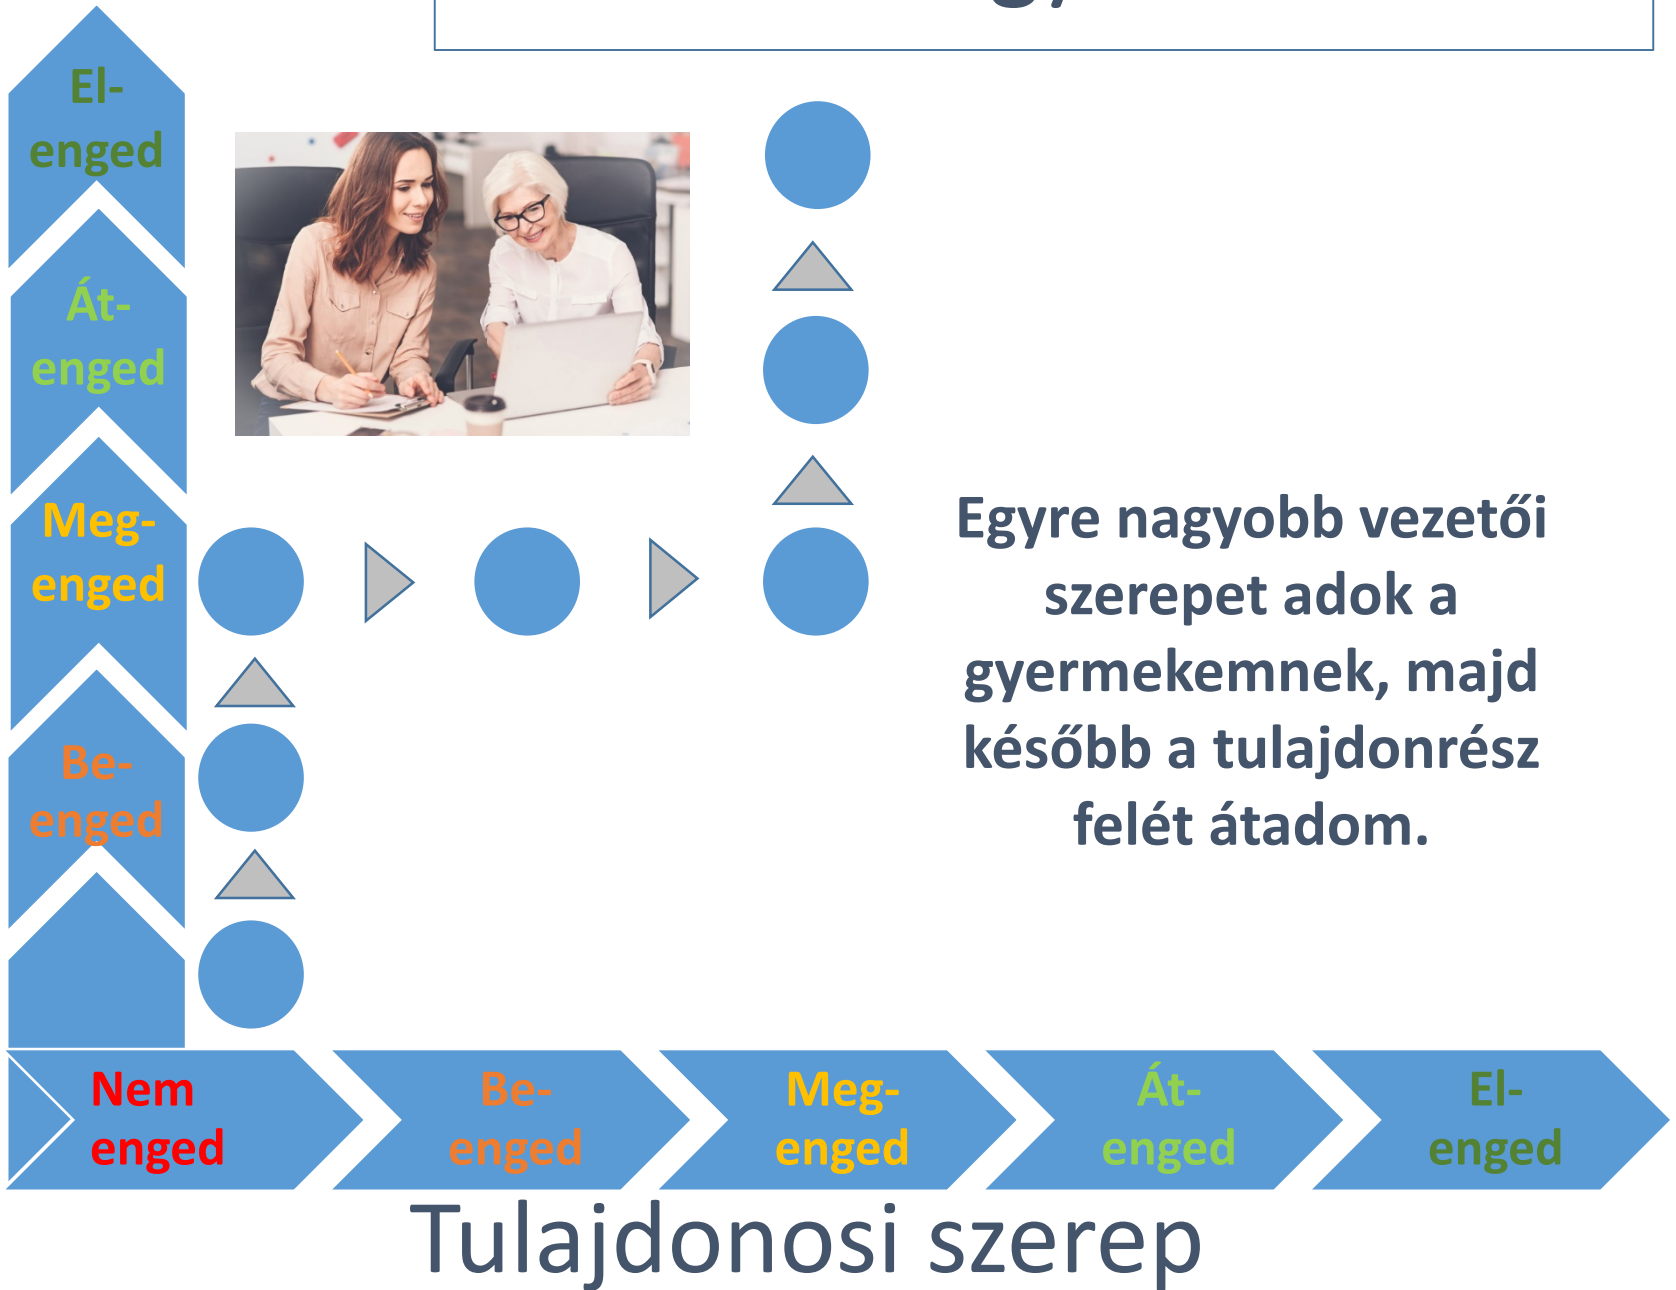 El-
enged
Át-
enged
Meg-
enged
Be-
enged
Egyre nagyobb vezetői
szerepet adok a
gyermekemnek, majd
később a tulajdonrész
felét átadom.
Nem
enged
Be-
enged
Meg-
enged
Át-
enged
El-
enged
Tulajdonosi szerep